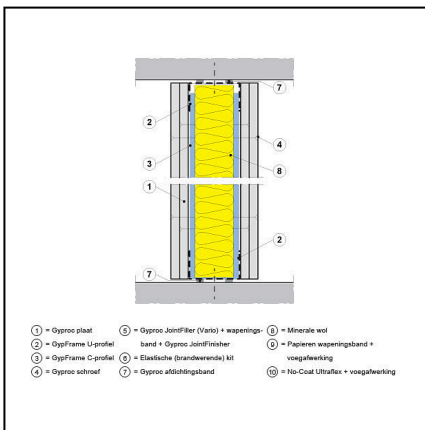 7
2
4
3
8
1
2
7
1 = Gyproc plaat
2 = GypFrame U-profiel
3 = GypFrame C-profiel
4 = Gyproc schroef
5 = Gyproc JointFiller (Vario) + wapenings-
band + Gyproc JointFinisher
6 = Elastische (brandwerende) kit
7 = Gyproc afdichtingsband
8 = Minerale wol
9 = Papieren wapeningsband +
voegafwerking
10 = No-Coat Ultraflex + voegafwerking